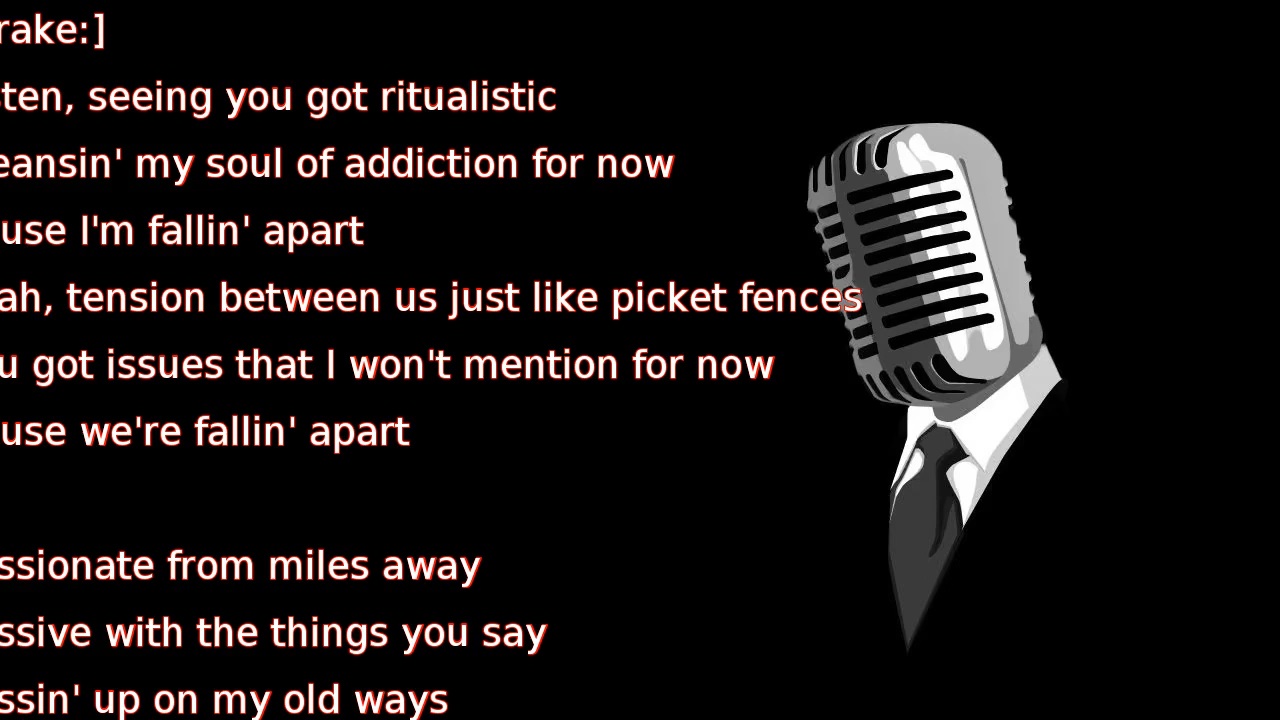 rake:]
ten, seeing you got ritualistic
eansin' my soul of addiction for now
use I'm fallin' apart
ah, tension between us just like picket fences
u got issues that I won't mention for now
use we're fallin' apart
ssionate from miles away
ssive with the things you say
ssin' up on my old ways